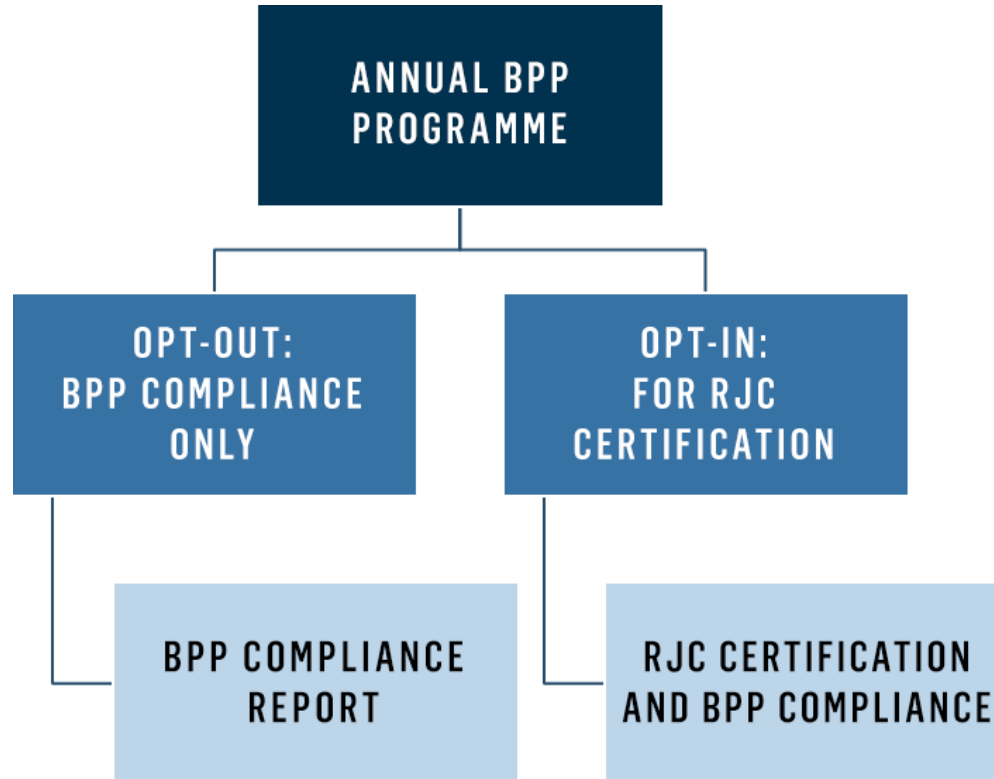 ANNUAL BPP
PROGRAMME
OPT-OUT:
BPP COMPLIANCE
ONLY
OPT-IN:
FOR RJC
CERTIFICATION
BPP COMPLIANCE
REPORT
RJC CERTIFICATION
AND BPP COMPLIANCE